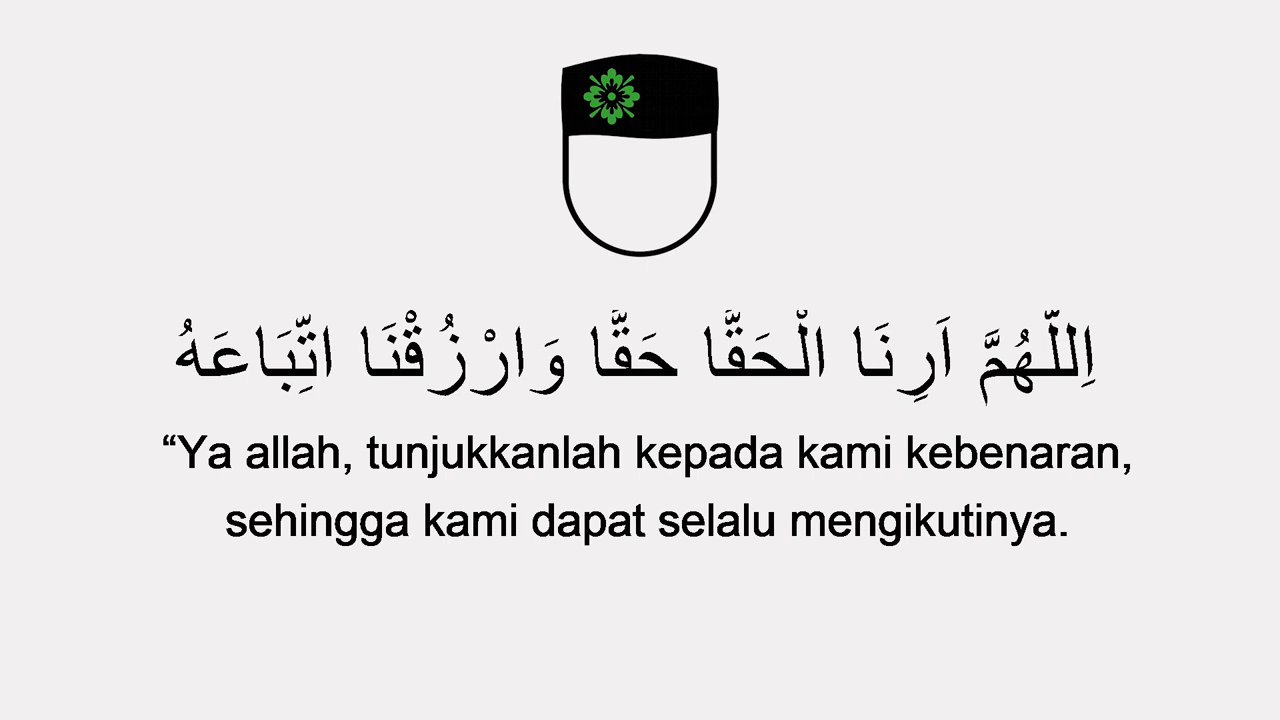 اِللّٰهُمَّ اَرِنَا الْحَقَّا حَقَّا وَارْزُقْنَا اتِّبَاعَهُ
“Ya allah, tunjukkanlah kepada kami kebenaran,
sehingga kami dapat selalu mengikutinya.